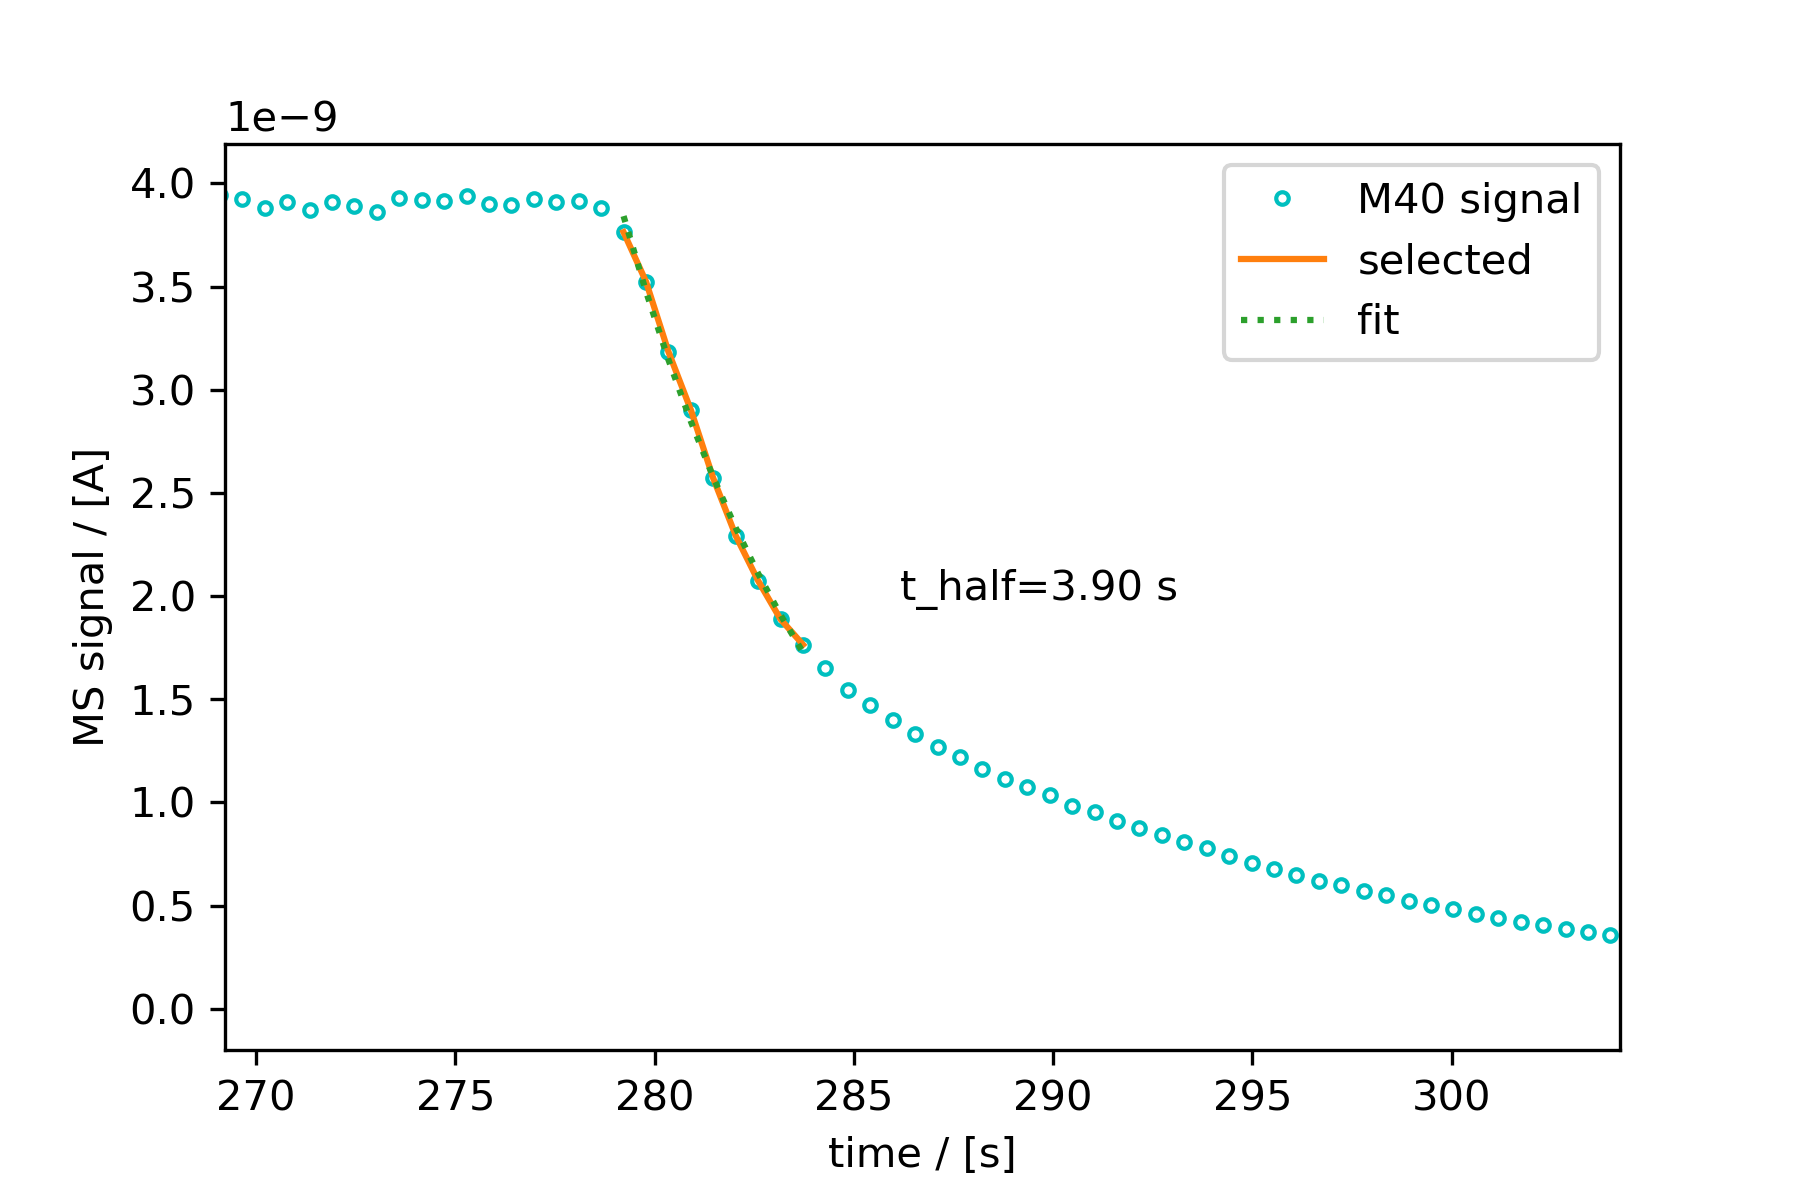 1e−9
4.0
3.5
3.0
2.5
2.0
1.5
1.0
0.5
0.0
MS signal / [A]
M40 signal
selected
fit
t_half=3.90 s
270 275 280 285 290 295 300
time / [s]